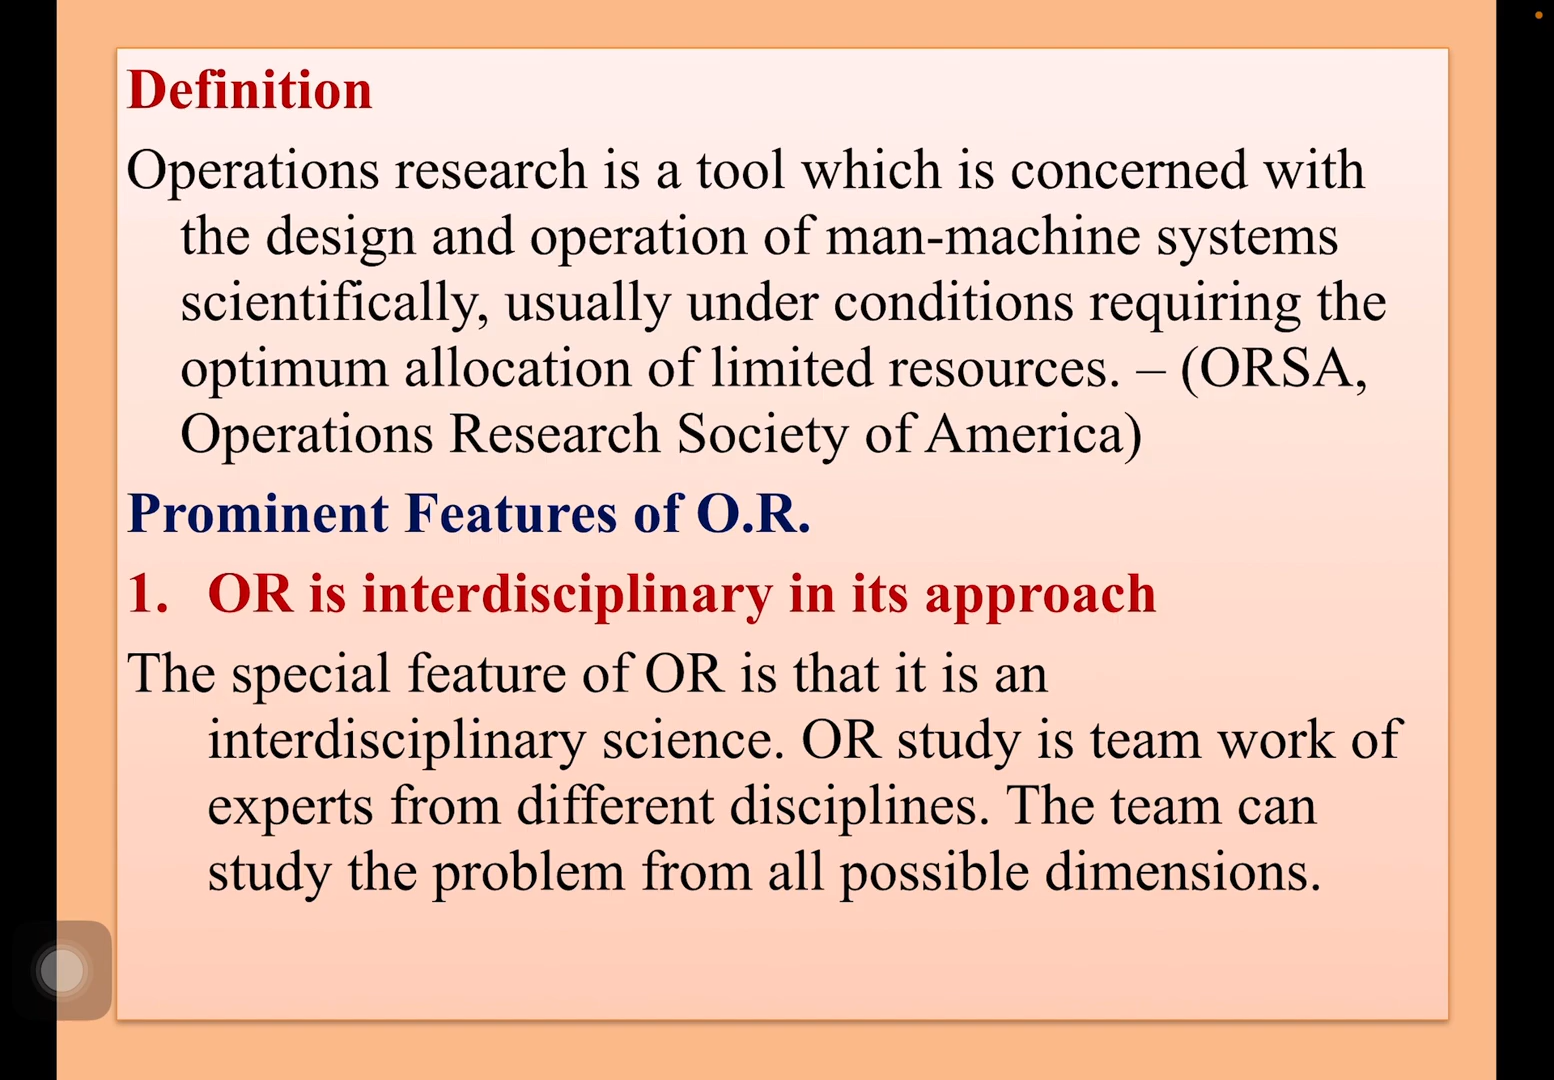 Definition
Operations research is a tool which is concerned with
the design and operation of man-machine systems
scientifically, usually under conditions requiring the
optimum allocation of limited resources. – (ORSA,
Operations Research Society of America)
Prominent Features of O.R.
1. OR is interdisciplinary in its approach
The special feature of OR is that it is an
interdisciplinary science. OR study is team work of
experts from different disciplines. The team can
study the problem from all possible dimensions.